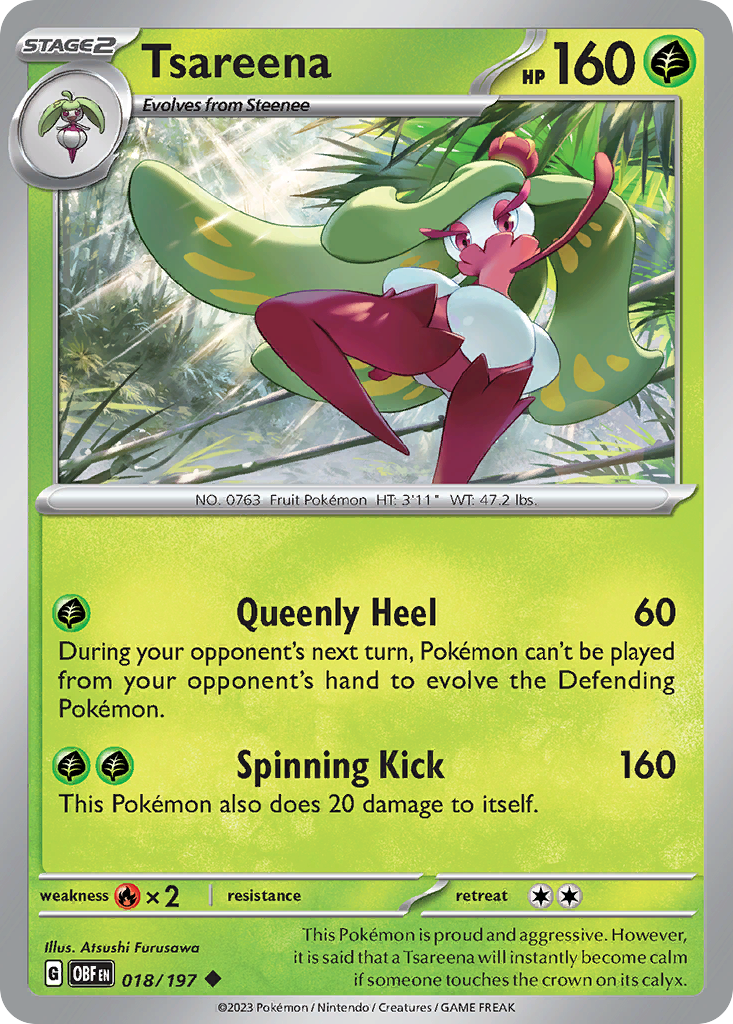 STAGE2
Tsareena
HP 160
Evolves from Steenee
NO. 0763 Fruit Pokémon HT: 3'11" WT: 47.2 lbs.
Queenly Heel 60
During your opponent's next turn, Pokémon can't be played
from your opponent's hand to evolve the Defending
Pokémon.
Spinning Kick 160
This Pokémon also does 20 damage to itself.
weakness ×2 resistance retreat
Illus. Atsushi Furusawa
This Pokémon is proud and aggressive. However,
it is said that a Tsareena will instantly become calm
if someone touches the crown on its calyx.
G OBF EN 018/197
©2023 Pokémon / Nintendo / Creatures / GAME FREAK